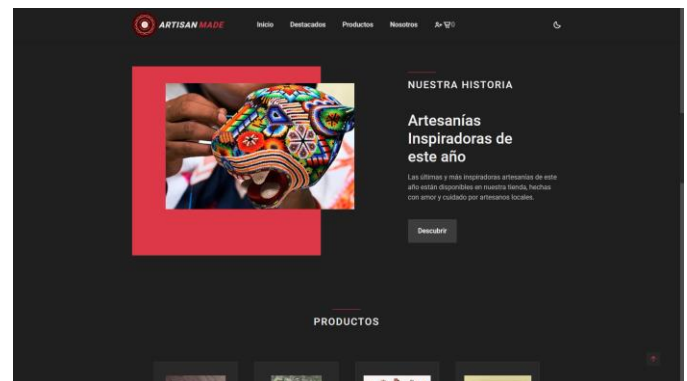 ARTISAN MADE
Inicio Destacados Productos Nosotros 0
NUESTRA HISTORIA
Artesanías
Inspiradoras de
este año
Las últimas y más inspiradoras artesanías de este
año están disponibles en nuestra tienda, hechas
con amor y cuidado por artesanos locales.
Descubrir
PRODUCTOS